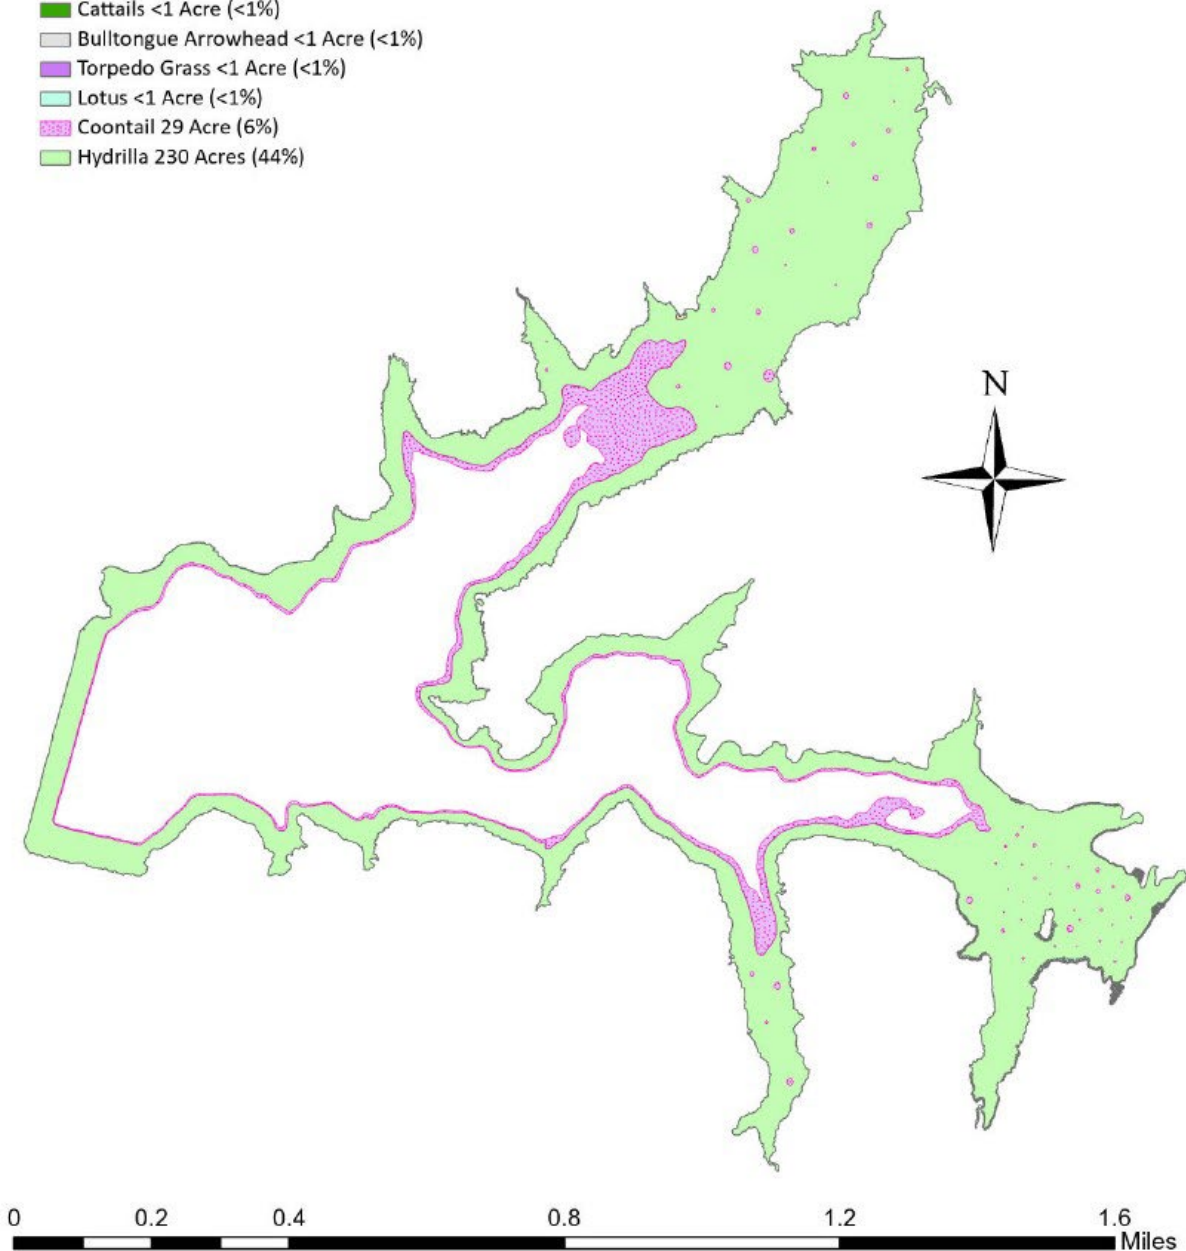 Cattails <1 Acre (<1%)
Bulltongue Arrowhead <1 Acre (<1%)
Torpedo Grass <1 Acre (<1%)
Lotus <1 Acre (<1%)
Coontail 29 Acre (6%)
Hydrilla 230 Acres (44%)
N
0 0.2 0.4 0.8 1.2 1.6
Miles